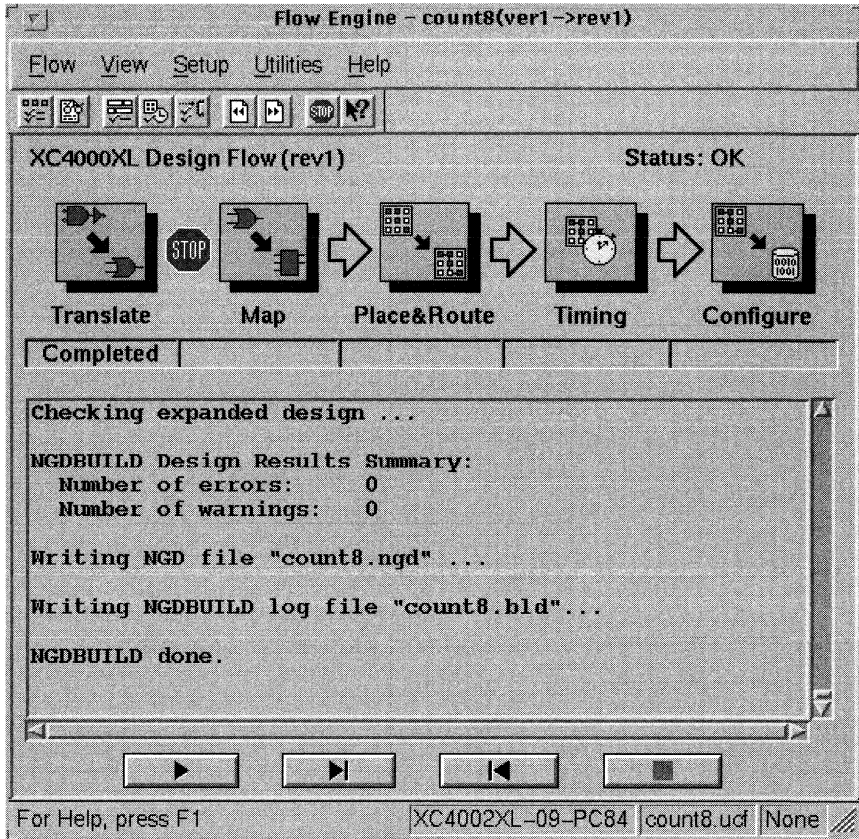 Flow Engine - count8(ver1->rev1)
Flow View Setup Utilities Help
STOP
XC4000XL Design Flow (rev1) Status: OK
STOP
0010
1001
Translate Map Place&Route Timing Configure
Completed
Checking expanded design ...
NGDBUILD Design Results Summary:
Number of errors: 0
Number of warnings: 0
Writing NGD file "count8.ngd" ...
Writing NGDBUILD log file "count8.bld"...
NGDBUILD done.
For Help, press F1 XC4002XL-09-PC84 count8.ucf None